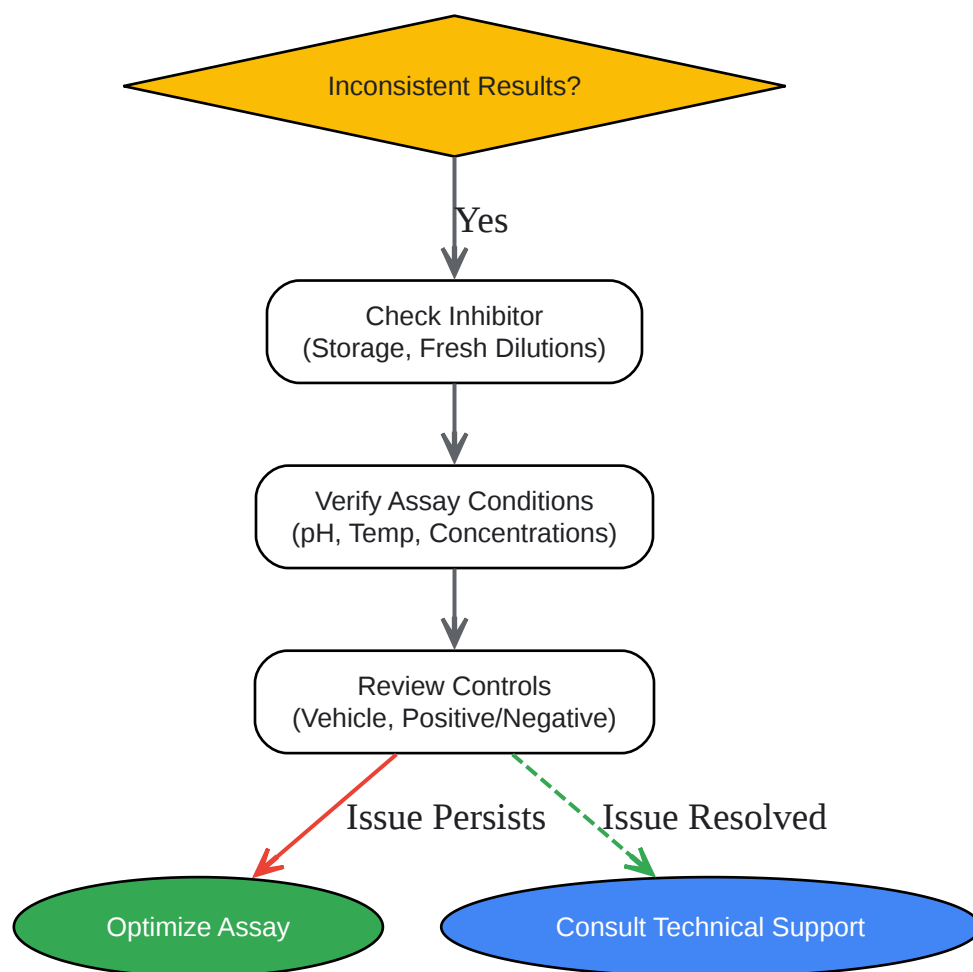 Inconsistent Results?
Yes
Check Inhibitor
(Storage, Fresh Dilutions)
Verify Assay Conditions
(pH, Temp, Concentrations)
Review Controls
(Vehicle, Positive/Negative)
Issue Persists
Issue Resolved
Optimize Assay
Consult Technical Support